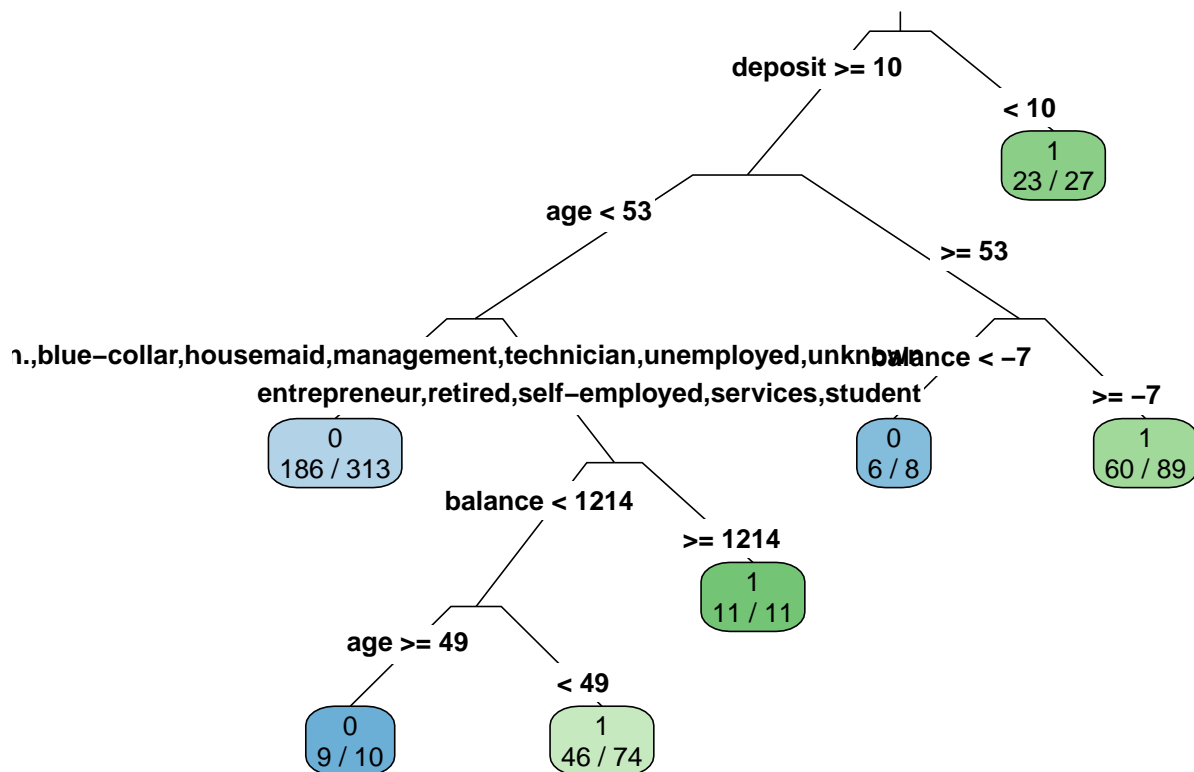 deposit >= 10
< 10
1
23 / 27
age < 53
>= 53
n.,blue−collar,housemaid,management,technician,unemployed,unknown
balance < −7
entrepreneur,retired,self−employed,services,student
>= −7
0
186 / 313
0
6 / 8
1
60 / 89
balance < 1214
>= 1214
1
11 / 11
age >= 49
< 49
0
9 / 10
1
46 / 74